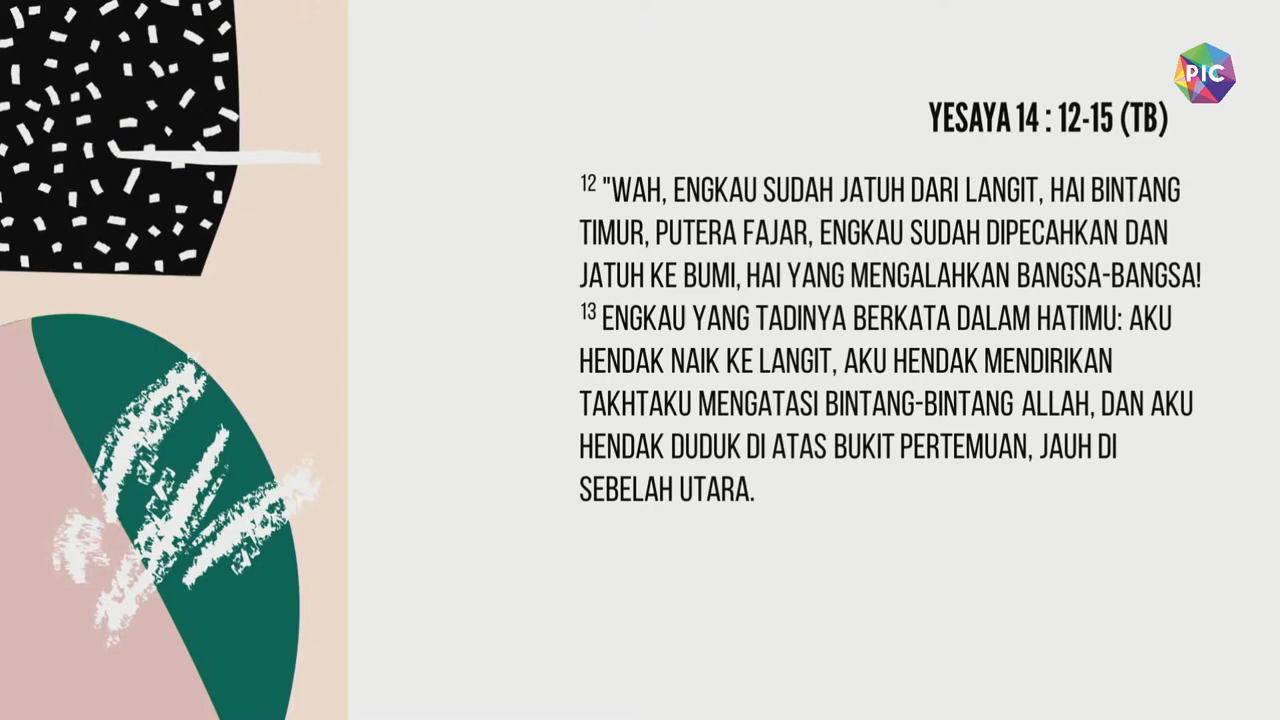 PIC
YESAYA 14 : 12-15 (TB)
12 "WAH, ENGKAU SUDAH JATUH DARI LANGIT, HAI BINTANG
TIMUR, PUTERA FAJAR, ENGKAU SUDAH DIPECAHKAN DAN
JATUH KE BUMI, HAI YANG MENGALAHKAN BANGSA-BANGSA!
13 ENGKAU YANG TADINYA BERKATA DALAM HATIMU: AKU
HENDAK NAIK KE LANGIT, AKU HENDAK MENDIRIKAN
TAKHTAKU MENGATASI BINTANG-BINTANG ALLAH, DAN AKU
HENDAK DUDUK DI ATAS BUKIT PERTEMUAN, JAUH DI
SEBELAH UTARA.